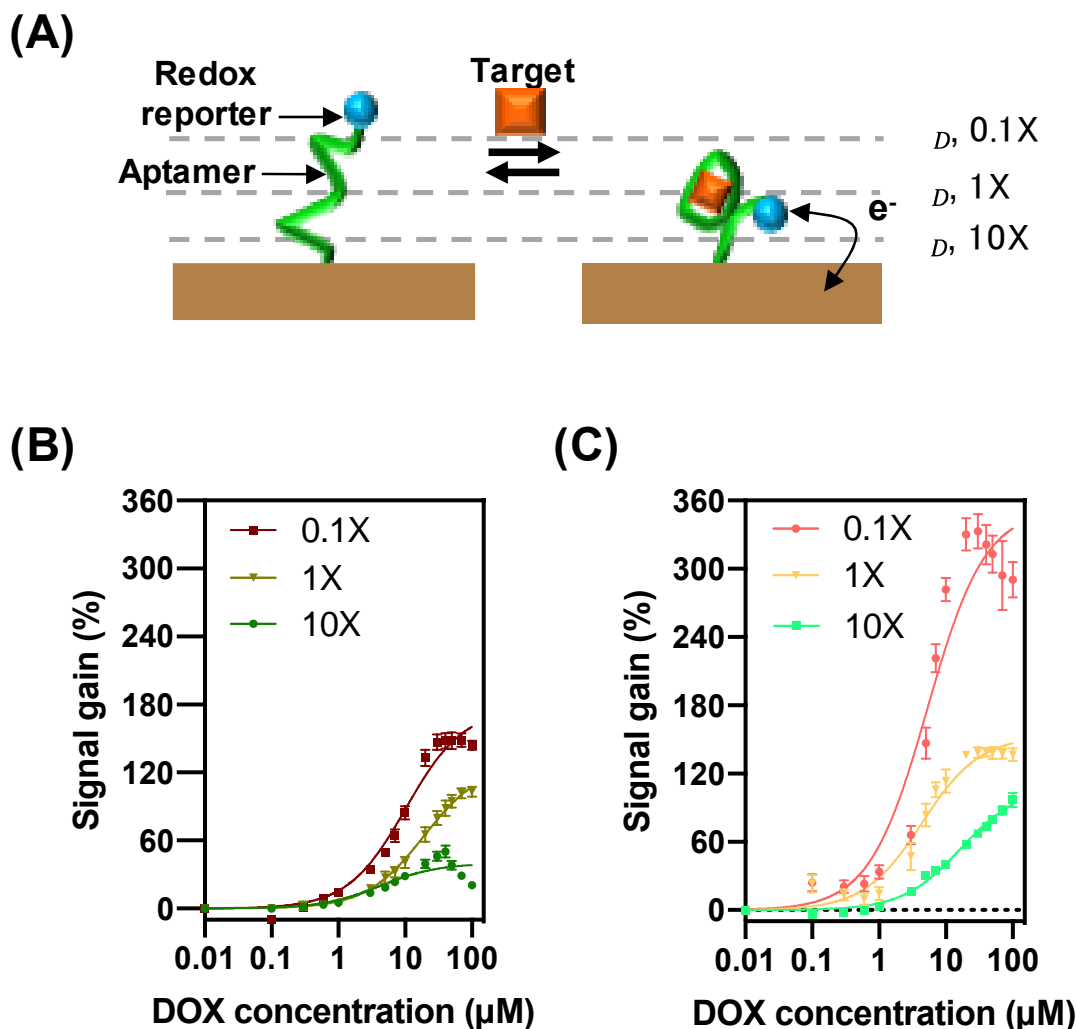 (A)
Redox
reporter
Target
Aptamer
D, 0.1X
e-
D, 1X
D, 10X
(B)
(C)
360
300
240
180
120
60
0
0.1X
1X
10X
0.01 0.1 1 10 100
Signal gain (%)
DOX concentration (µM)
360
300
240
180
120
60
0
0.1X
1X
10X
0.01 0.1 1 10 100
Signal gain (%)
DOX concentration (µM)